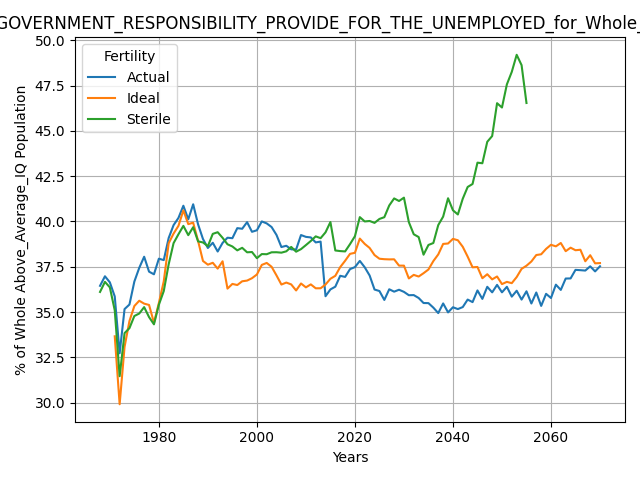 GOVERNMENT_RESPONSIBILITY_PROVIDE_FOR_THE_UNEMPLOYED_for_Whole_
50.0
47.5
45.0
42.5
40.0
37.5
35.0
32.5
30.0
% of Whole Above_Average_IQ Population
Fertility
Actual
Ideal
Sterile
1980
2000
2020
2040
2060
Years